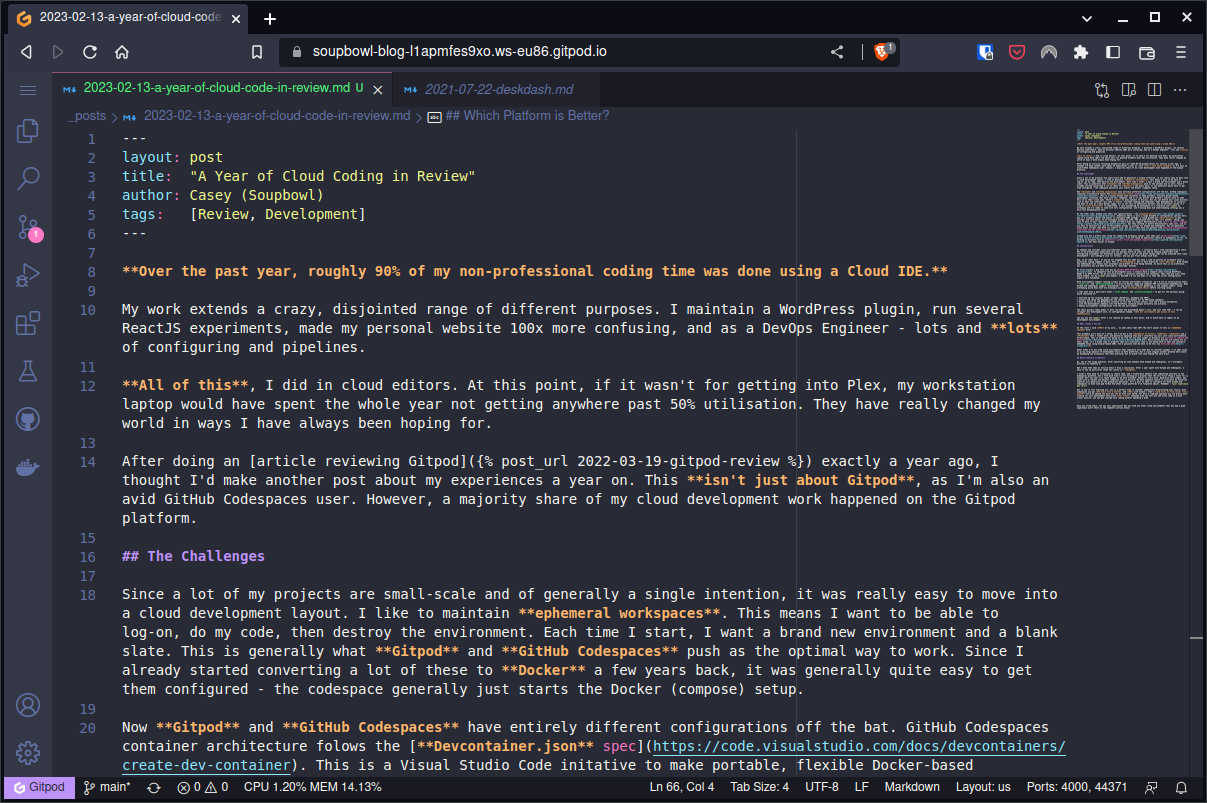 2023-02-13-a-year-of-cloud-code
soupbowl-blog-l1apmfes9xo.ws-eu86.gitpod.io
1
2023-02-13-a-year-of-cloud-code-in-review.md U
2021-07-22-deskdash.md
_posts > 2023-02-13-a-year-of-cloud-code-in-review.md > abc ## Which Platform is Better?
1 ---
2 layout: post
3 title:  "A Year of Cloud Coding in Review"
4 author: Casey (Soupbowl)
5 tags:   [Review, Development]
6 ---
7
8 **Over the past year, roughly 90% of my non-professional coding time was done using a Cloud IDE.**
9
10 My work extends a crazy, disjointed range of different purposes. I maintain a WordPress plugin, run several
ReactJS experiments, made my personal website 100x more confusing, and as a DevOps Engineer - lots and **lots**
of configuring and pipelines.
11
12 **All of this**, I did in cloud editors. At this point, if it wasn't for getting into Plex, my workstation
laptop would have spent the whole year not getting anywhere past 50% utilisation. They have really changed my
world in ways I have always been hoping for.
13
14 After doing an [article reviewing Gitpod]({% post_url 2022-03-19-gitpod-review %}) exactly a year ago, I
thought I'd make another post about my experiences a year on. This **isn't just about Gitpod**, as I'm also an
avid GitHub Codespaces user. However, a majority share of my cloud development work happened on the Gitpod
platform.
15
16 ## The Challenges
17
18 Since a lot of my projects are small-scale and of generally a single intention, it was really easy to move into
a cloud development layout. I like to maintain **ephemeral workspaces**. This means I want to be able to
log-on, do my code, then destroy the environment. Each time I start, I want a brand new environment and a blank
slate. This is generally what **Gitpod** and **GitHub Codespaces** push as the optimal way to work. Since I
already started converting a lot of these to **Docker** a few years back, it was generally quite easy to get
them configured - the codespace generally just starts the Docker (compose) setup.
19
20 Now **Gitpod** and **GitHub Codespaces** have entirely different configurations off the bat. GitHub Codespaces
container architecture folows the [**Devcontainer.json** spec](https://code.visualstudio.com/docs/devcontainers/
create-dev-container). This is a Visual Studio Code initative to make portable, flexible Docker-based
1
Gitpod main* 0 0 CPU 1.20% MEM 14.13% Ln 66, Col 4 Tab Size: 4 UTF-8 LF Markdown Layout: us Ports: 4000, 44371